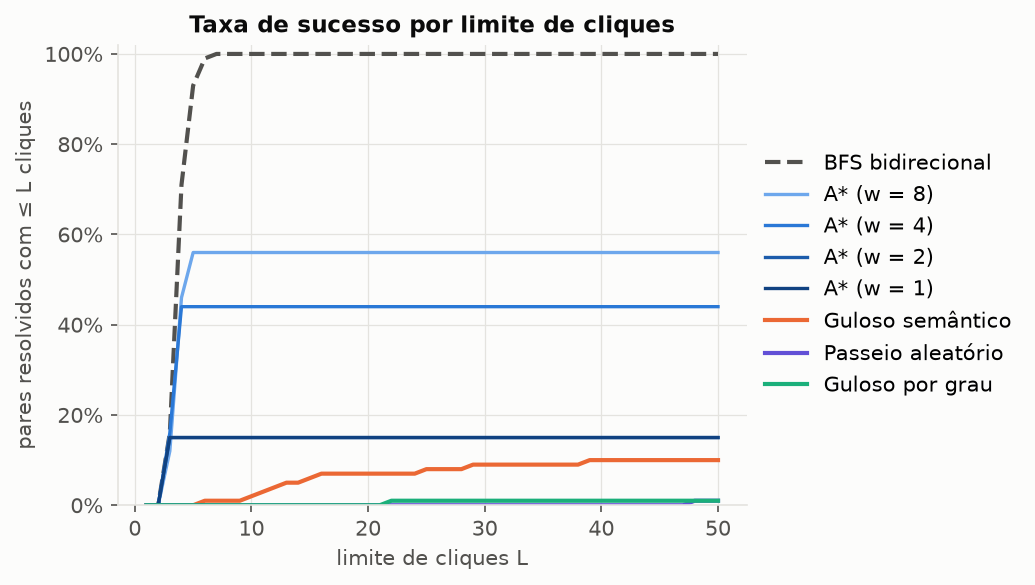 Taxa de sucesso por limite de cliques
pares resolvidos com ≤ L cliques
100%
80%
60%
40%
20%
0%
0
10
20
30
40
50
limite de cliques L
BFS bidirecional
A* (w = 8)
A* (w = 4)
A* (w = 2)
A* (w = 1)
Guloso semântico
Passeio aleatório
Guloso por grau